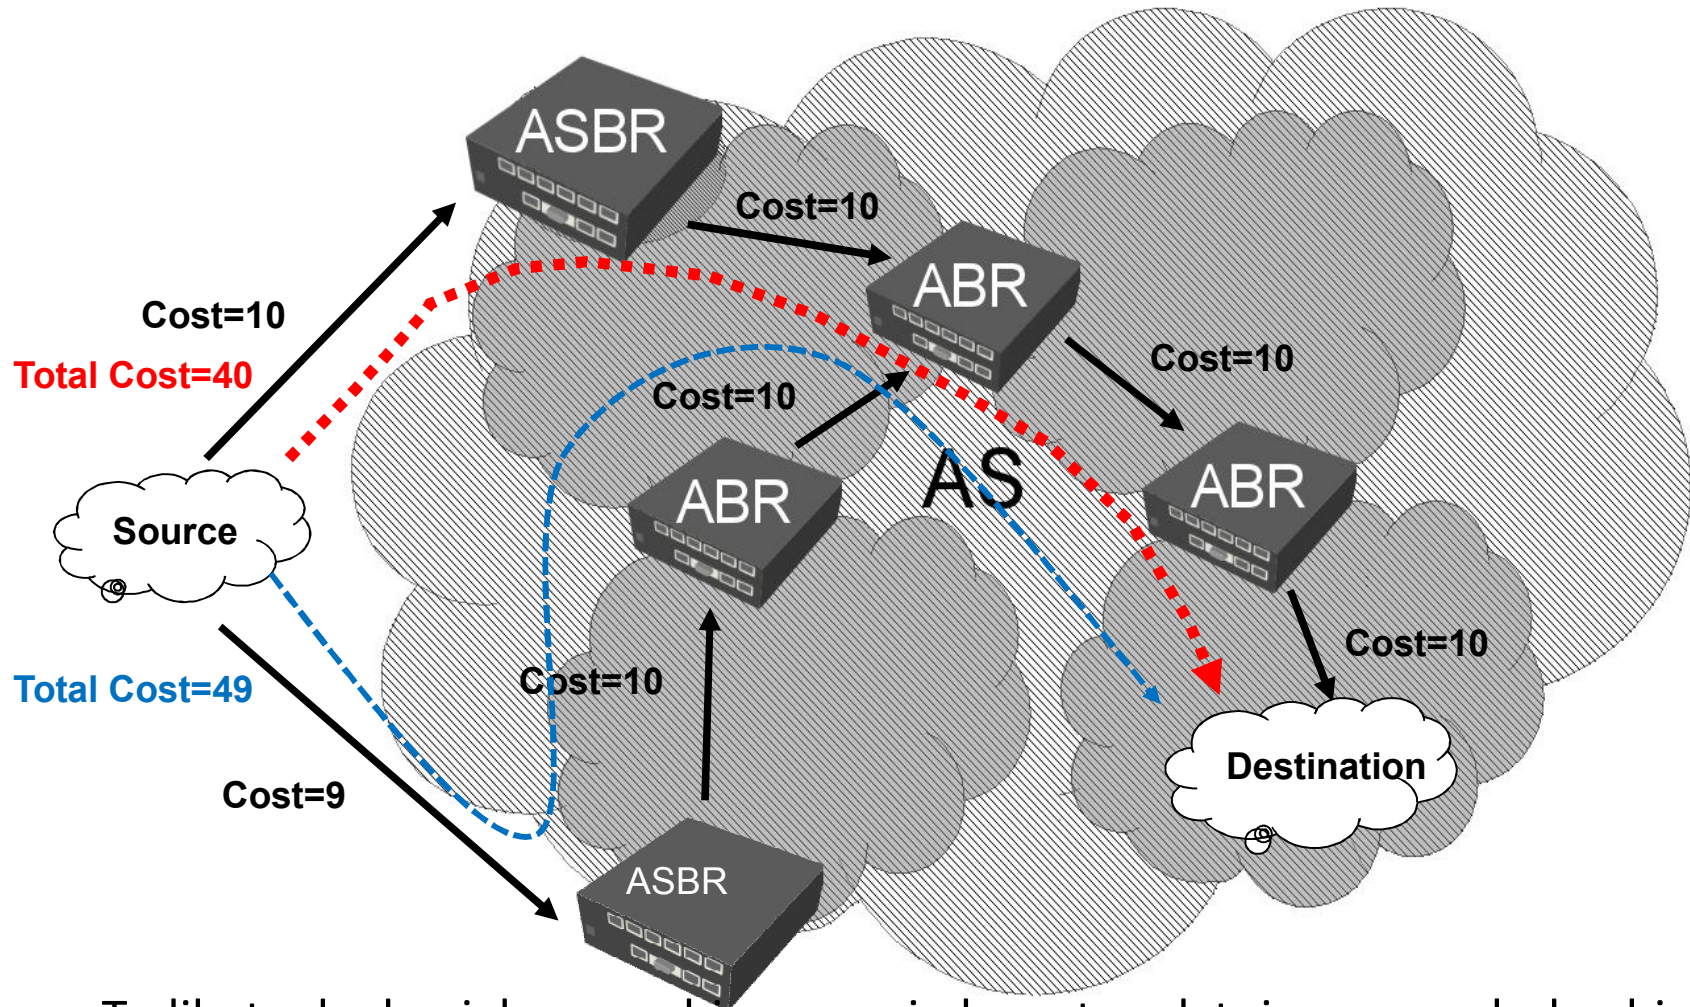 ASBR
Cost=10
ABR
Cost=10
Total Cost=40
Cost=10
Cost=10
AS
ABR
ABR
Source
Cost=10
Cost=10
Total Cost=49
Destination
Cost=9
ASBR